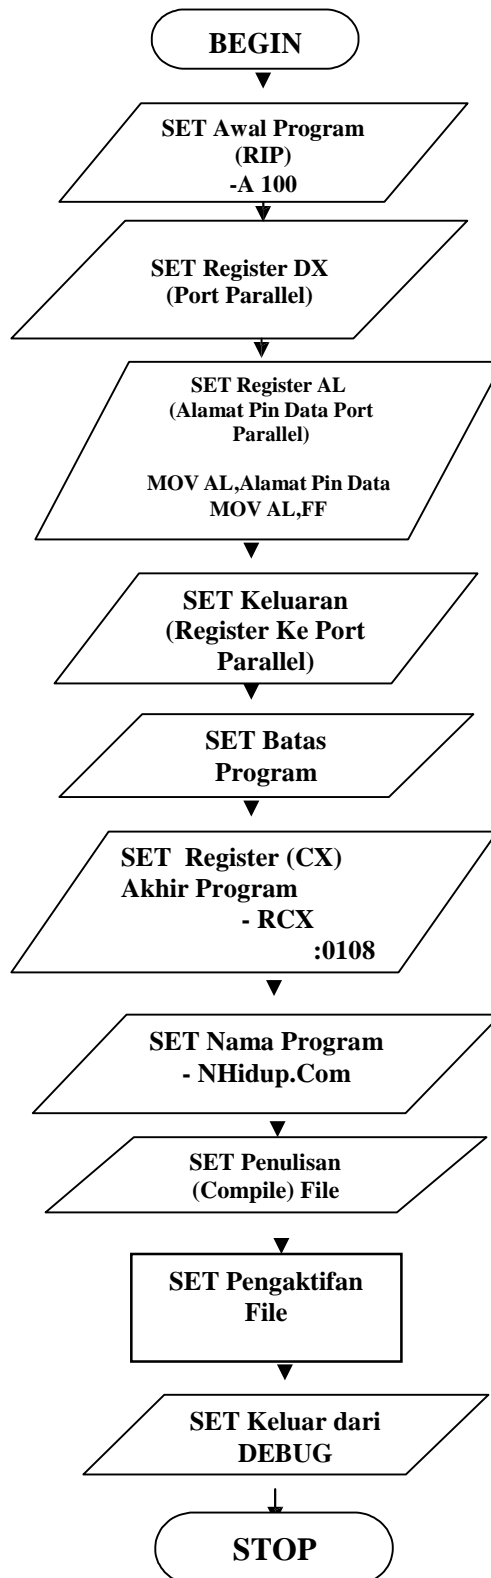 BEGIN
SET Awal Program
(RIP)
-A 100
SET Register DX
(Port Parallel)
SET Register AL
(Alamat Pin Data Port
Parallel)
MOV AL,Alamat Pin Data
MOV AL,FF
SET Keluaran
(Register Ke Port
Parallel)
SET Batas
Program
SET Register (CX)
Akhir Program
- RCX
:0108
SET Nama Program
- NHidup.Com
SET Penulisan
(Compile) File
SET Pengaktifan
File
SET Keluar dari
DEBUG
STOP